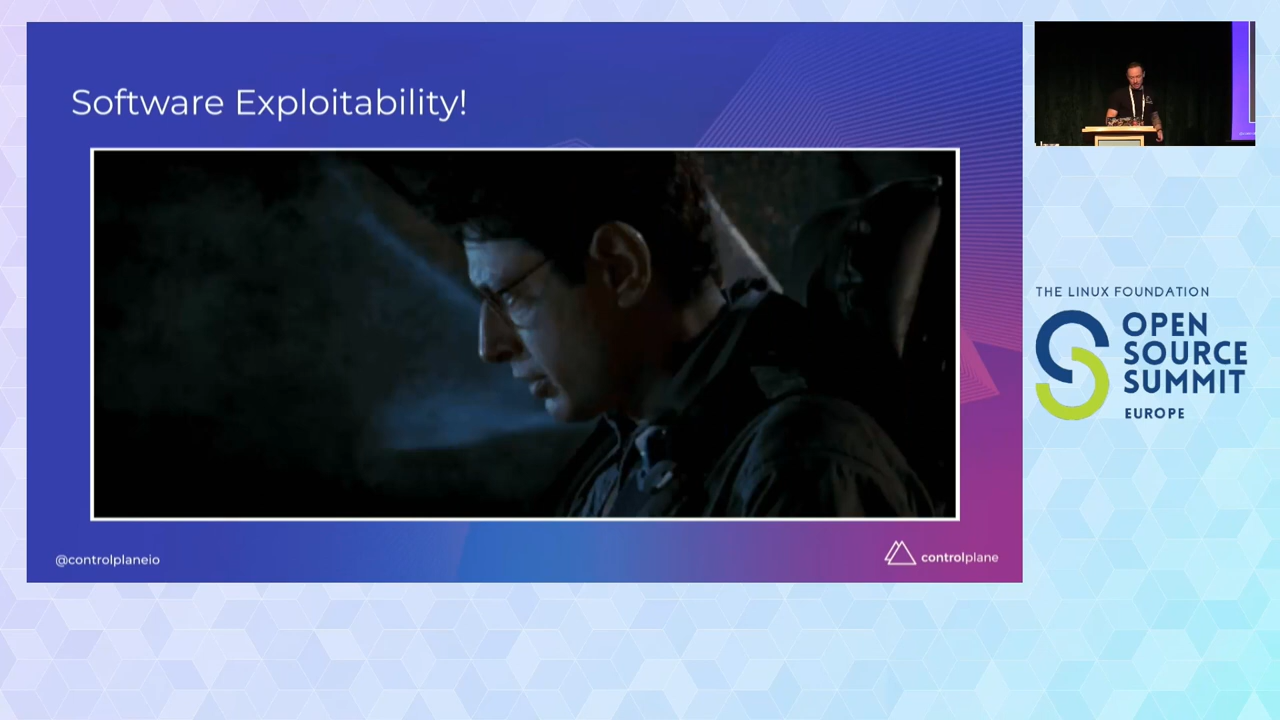 Software Exploitability!
@controlplaneio
controlplane
THE LINUX FOUNDATION
OPEN
SOURCE
SUMMIT
EUROPE